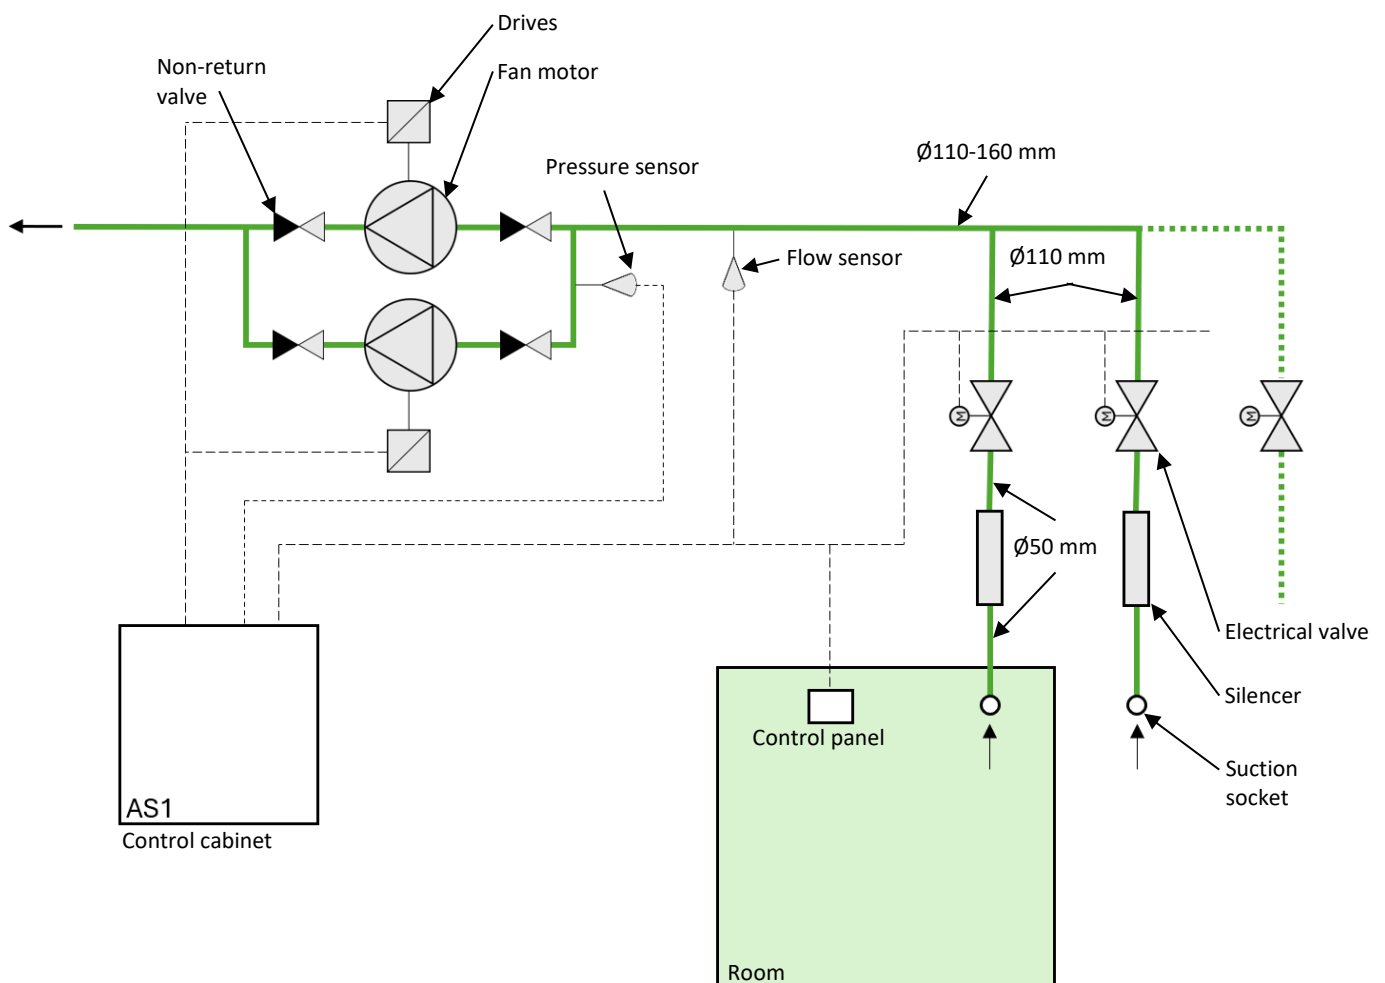 Drives
Non-return
valve
Fan motor
Pressure sensor
Ø110-160 mm
Flow sensor
Ø110 mm
M
M
M
Ø50 mm
Electrical valve
Silencer
Control panel
Suction
socket
AS1
Control cabinet
Room